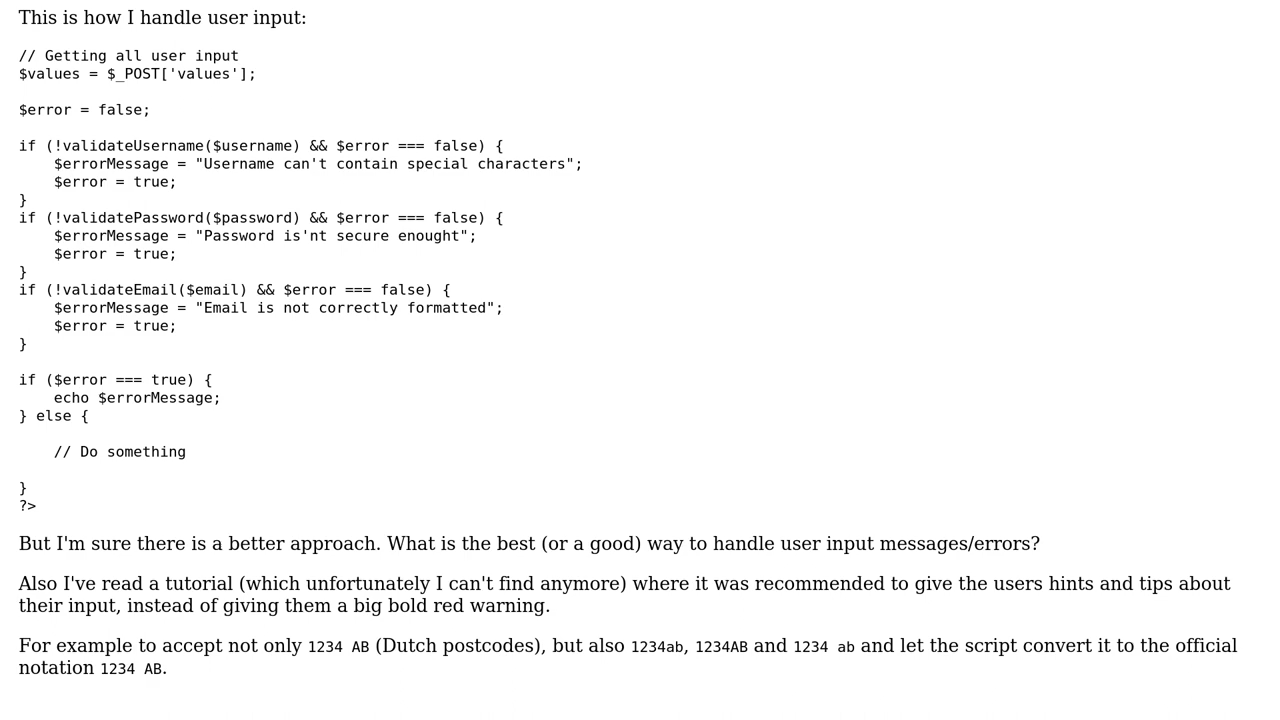 This is how I handle user input:
// Getting all user input
$values = $_POST['values'];
$error = false;
if (!validateUsername($username) && $error === false) {
    $errorMessage = "Username can't contain special characters";
    $error = true;
}
if (!validatePassword($password) && $error === false) {
    $errorMessage = "Password is'nt secure enought";
    $error = true;
}
if (!validateEmail($email) && $error === false) {
    $errorMessage = "Email is not correctly formatted";
    $error = true;
}
if ($error === true) {
    echo $errorMessage;
} else {
    // Do something
}
?>
But I'm sure there is a better approach. What is the best (or a good) way to handle user input messages/errors?
Also I've read a tutorial (which unfortunately I can't find anymore) where it was recommended to give the users hints and tips about
their input, instead of giving them a big bold red warning.
For example to accept not only 1234 AB (Dutch postcodes), but also 1234ab, 1234AB and 1234 ab and let the script convert it to the official
notation 1234 AB.